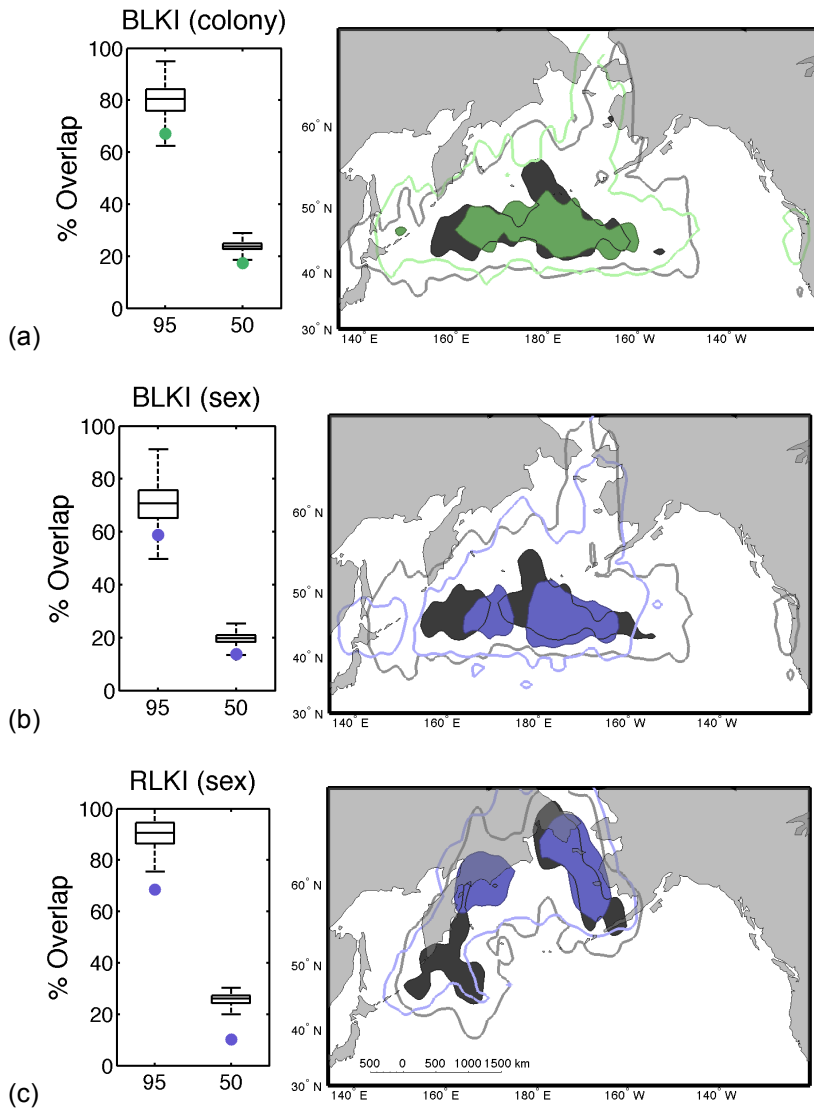 BLKI (colony)
100
80
60
40
20
0
% Overlap
95
50
60° N
50° N
40° N
30° N
140° E
160° E
180° E
160° W
140° W
(a)
BLKI (sex)
100
80
60
40
20
0
% Overlap
95
50
60° N
50° N
40° N
30° N
140° E
160° E
180° E
160° W
140° W
(b)
RLKI (sex)
100
80
60
40
20
0
% Overlap
95
50
60° N
50° N
40° N
30° N
500 0 500 1000 1500 km
140° E
160° E
180° E
160° W
140° W
(c)